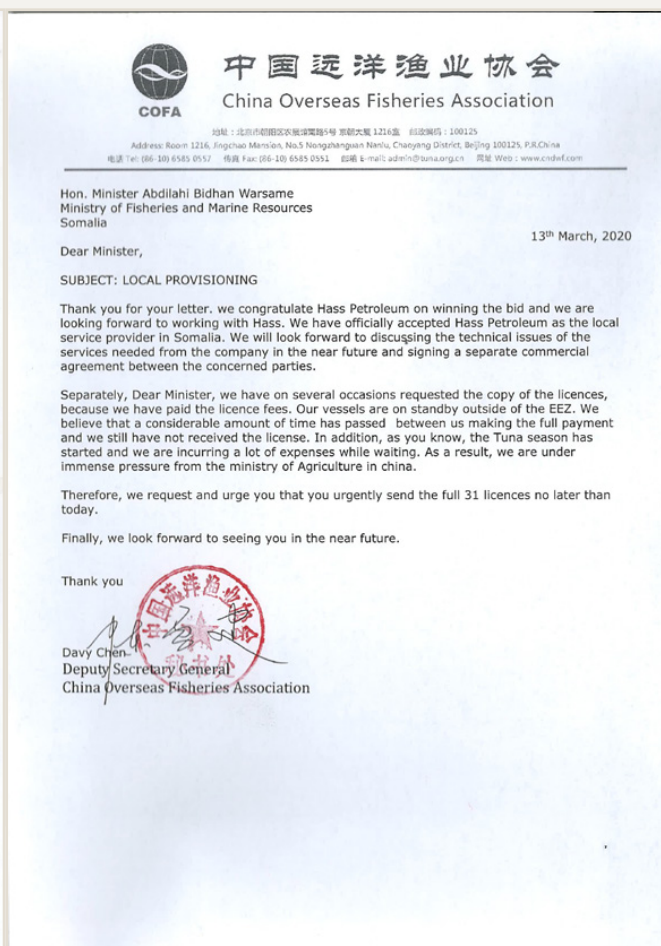 中国远洋渔业协会
COFA
China Overseas Fisheries Association
地址：北京市朝阳区农展馆南路5号 京朝大厦 1216室 邮政编码：100125
Address: Room 1216, Jingchao Mansion, No.5 Nongzhanguan Nanlu, Chaoyang District, Beijing 100125, P.R.China
电话 Tel: (86-10) 6585 0557 传真 Fax: (86-10) 6585 0551 邮箱 E-mail: admin@tuna.org.cn 网址 Web : www.cndwf.com
Hon. Minister Abdilahi Bidhan Warsame
Ministry of Fisheries and Marine Resources
Somalia
13th March, 2020
Dear Minister,
SUBJECT: LOCAL PROVISIONING
Thank you for your letter. we congratulate Hass Petroleum on winning the bid and we are
looking forward to working with Hass. We have officially accepted Hass Petroleum as the local
service provider in Somalia. We will look forward to discussing the technical issues of the
services needed from the company in the near future and signing a separate commercial
agreement between the concerned parties.
Separately, Dear Minister, we have on several occasions requested the copy of the licences,
because we have paid the licence fees. Our vessels are on standby outside of the EEZ. We
believe that a considerable amount of time has passed between us making the full payment
and we still have not received the license. In addition, as you know, the Tuna season has
started and we are incurring a lot of expenses while waiting. As a result, we are under
immense pressure from the ministry of Agriculture in china.
Therefore, we request and urge you that you urgently send the full 31 licences no later than
today.
Finally, we look forward to seeing you in the near future.
Thank you
中国远洋渔业协会
秘书处
Davy Chen
Deputy Secretary General
China Overseas Fisheries Association